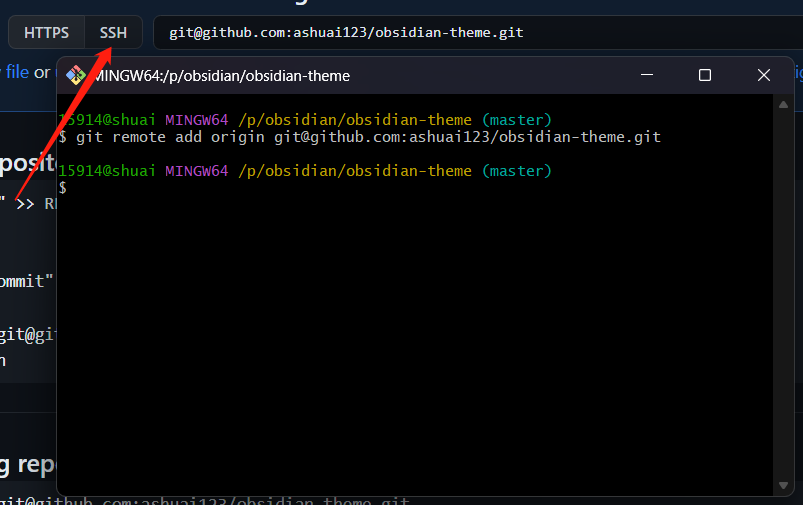 HTTPS SSH git@github.com:ashuai123/obsidian-theme.git
file or
MINGW64:/p/obsidian/obsidian-theme
15914@shuai MINGW64 /p/obsidian/obsidian-theme (master)
$ git remote add origin git@github.com:ashuai123/obsidian-theme.git
15914@shuai MINGW64 /p/obsidian/obsidian-theme (master)
$
" >>
ommit"
git@gi
g repo
git@github.com:ashuai123/obsidian-theme.git